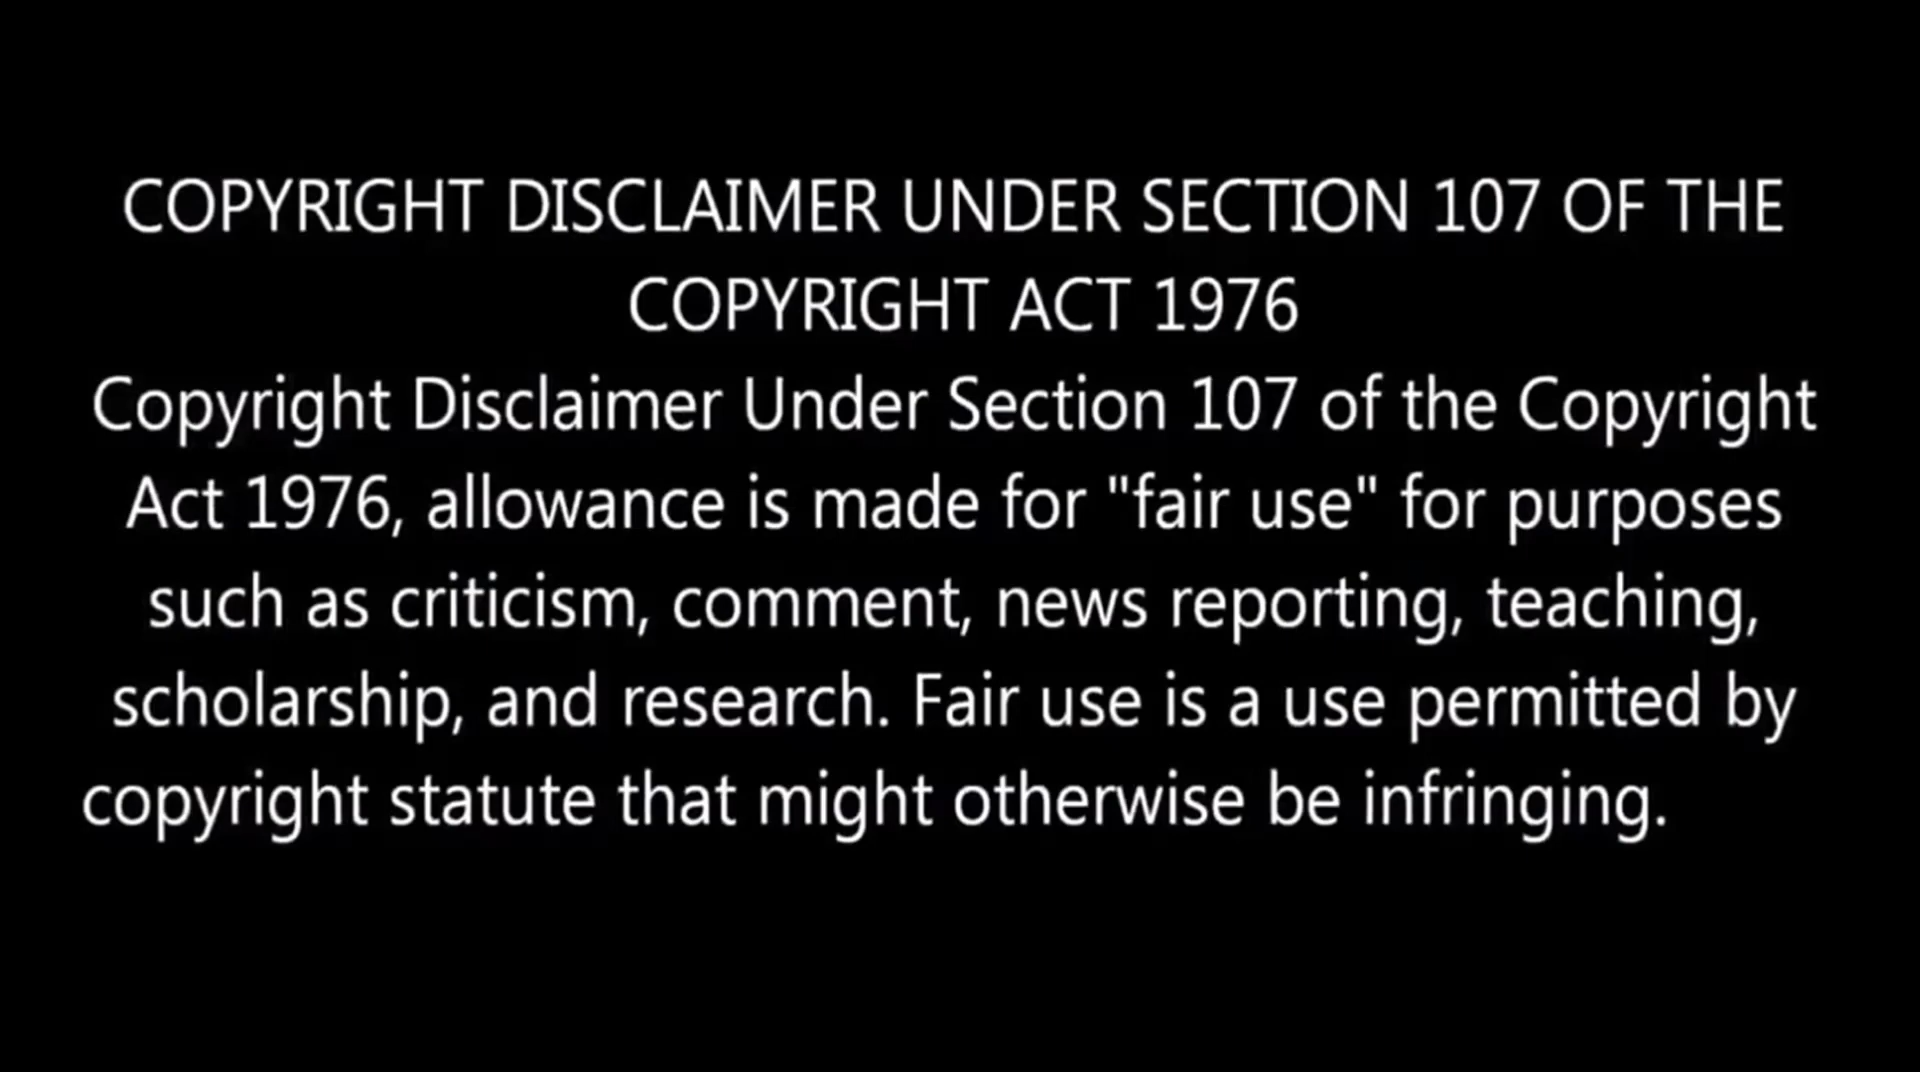 COPYRIGHT DISCLAIMER UNDER SECTION 107 OF THE
COPYRIGHT ACT 1976
Copyright Disclaimer Under Section 107 of the Copyright
Act 1976, allowance is made for "fair use" for purposes
such as criticism, comment, news reporting, teaching,
scholarship, and research. Fair use is a use permitted by
copyright statute that might otherwise be infringing.